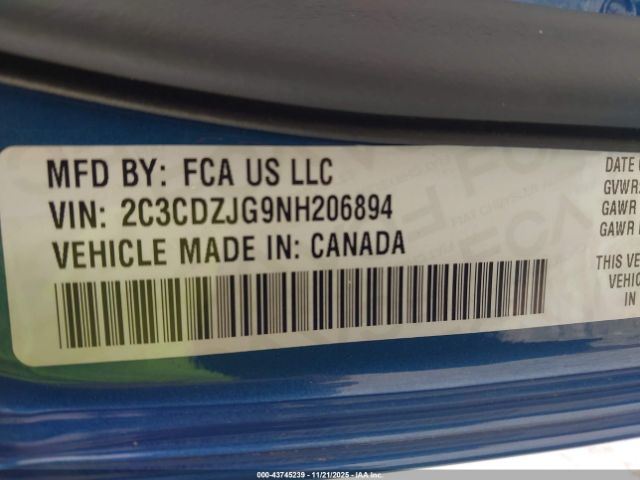 MFD BY: FCA US LLC
VIN: 2C3CDZJG9NH206894
VEHICLE MADE IN: CANADA
DATE
GVWR
GAWR
GAWR
THIS VE
VEHIC
IN
000-43745239 - 11/21/2025 - IAA Inc.